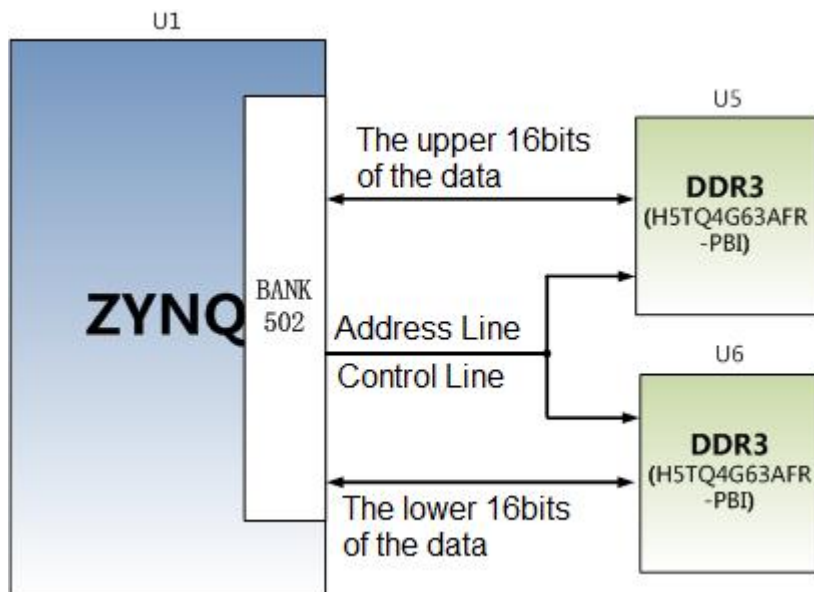 U1
ZYNQ
BANK
502
The upper 16bits
of the data
Address Line
Control Line
The lower 16bits
of the data
U5
DDR3
(H5TQ4G63AFR
-PBI)
U6
DDR3
(H5TQ4G63AFR
-PBI)